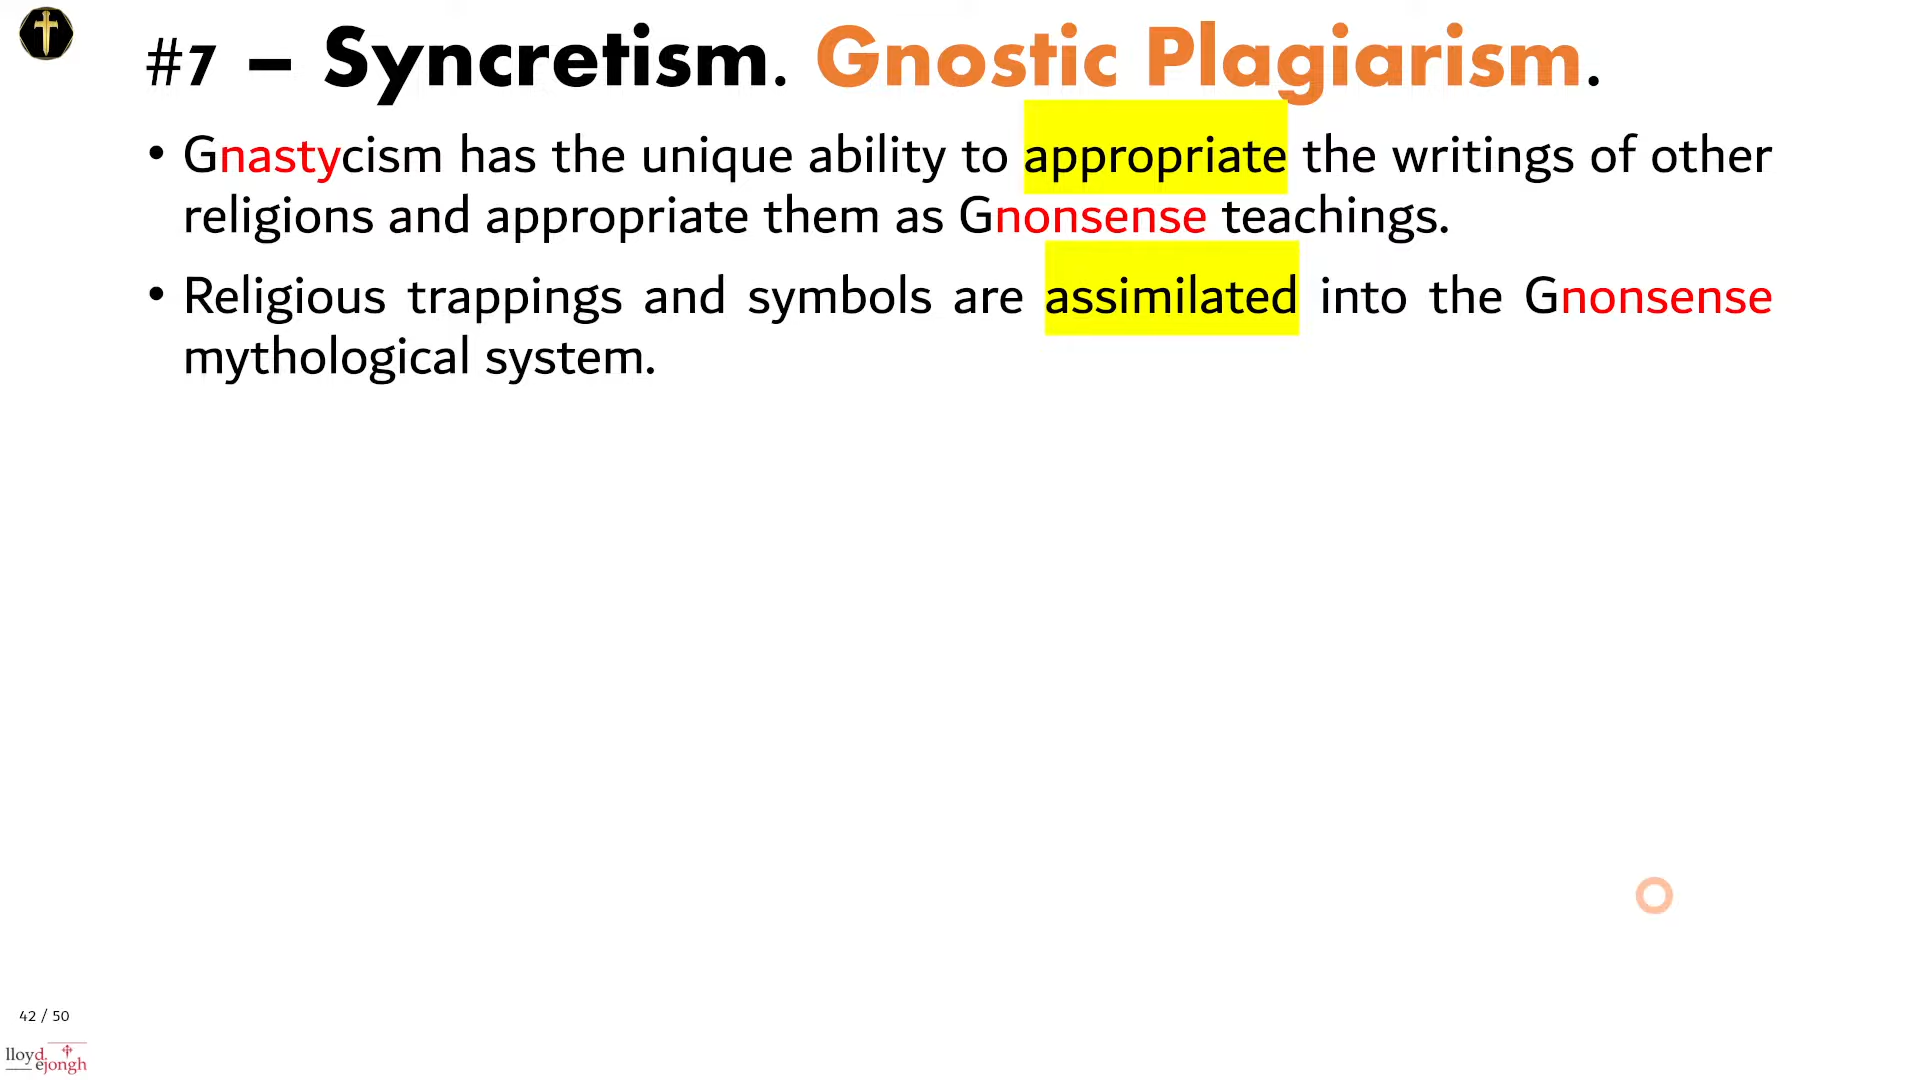 #7 – Syncretism. Gnostic Plagiarism.
• Gnastycism has the unique ability to appropriate the writings of other
religions and appropriate them as Gnonsense teachings.
• Religious trappings and symbols are assimilated into the Gnonsense
mythological system.
42 / 50
lloyd
ejongh